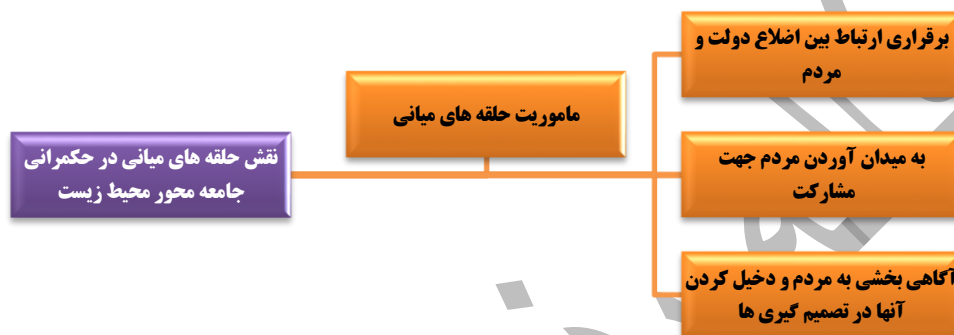 برقراری ارتباط بین اضلاع دولت و
مردم
ماموریت حلقه های میانی
نقش حلقه های میانی در حکمرانی
جامعه محور محیط زیست
به میدان آوردن مردم جهت
مشارکت
آگاهی بخشی به مردم و دخیل کردن
آنها در تصمیم گیری ها